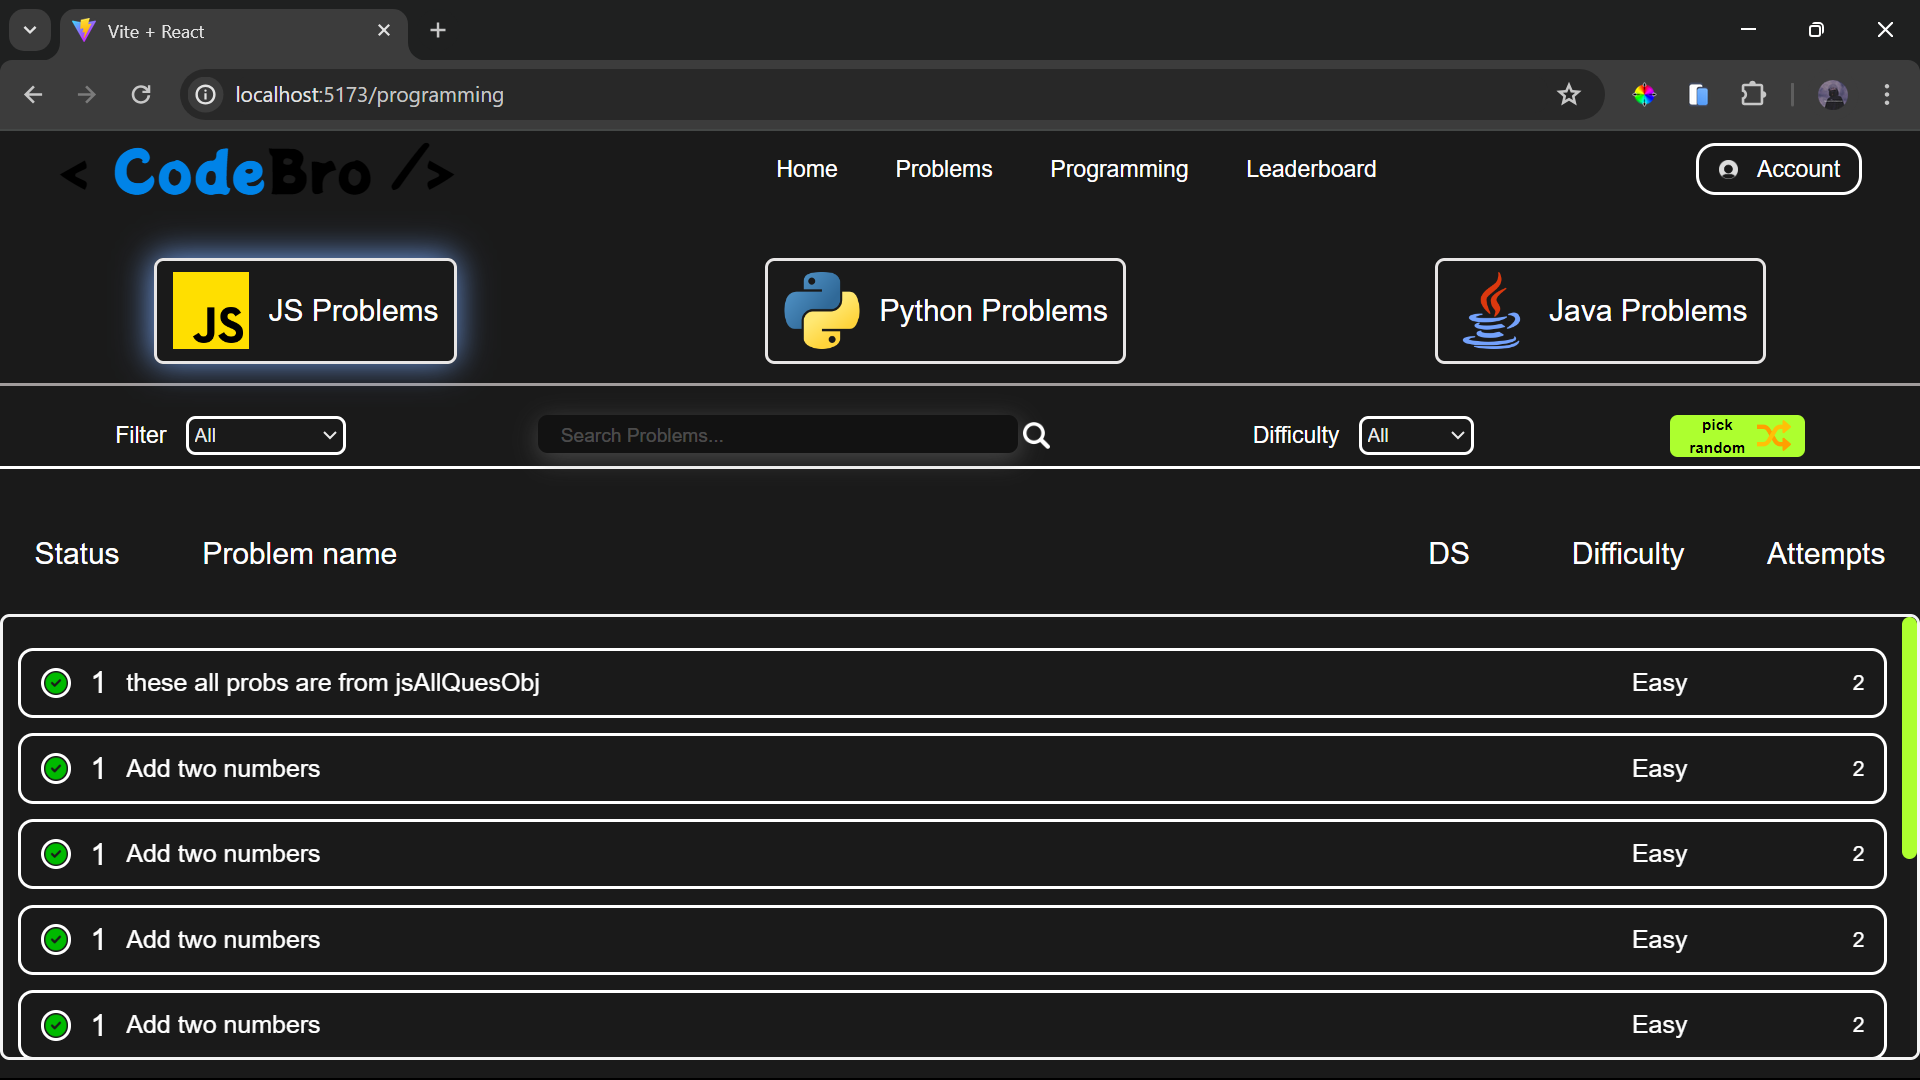 Vite + React
localhost:5173/programming
< CodeBro />
Home Problems Programming Leaderboard
Account
JS JS Problems
Python Problems
Java Problems
Filter All
Search Problems...
Difficulty All
pick
random
Status Problem name DS Difficulty Attempts
1 these all probs are from jsAllQuesObj Easy 2
1 Add two numbers Easy 2
1 Add two numbers Easy 2
1 Add two numbers Easy 2
1 Add two numbers Easy 2